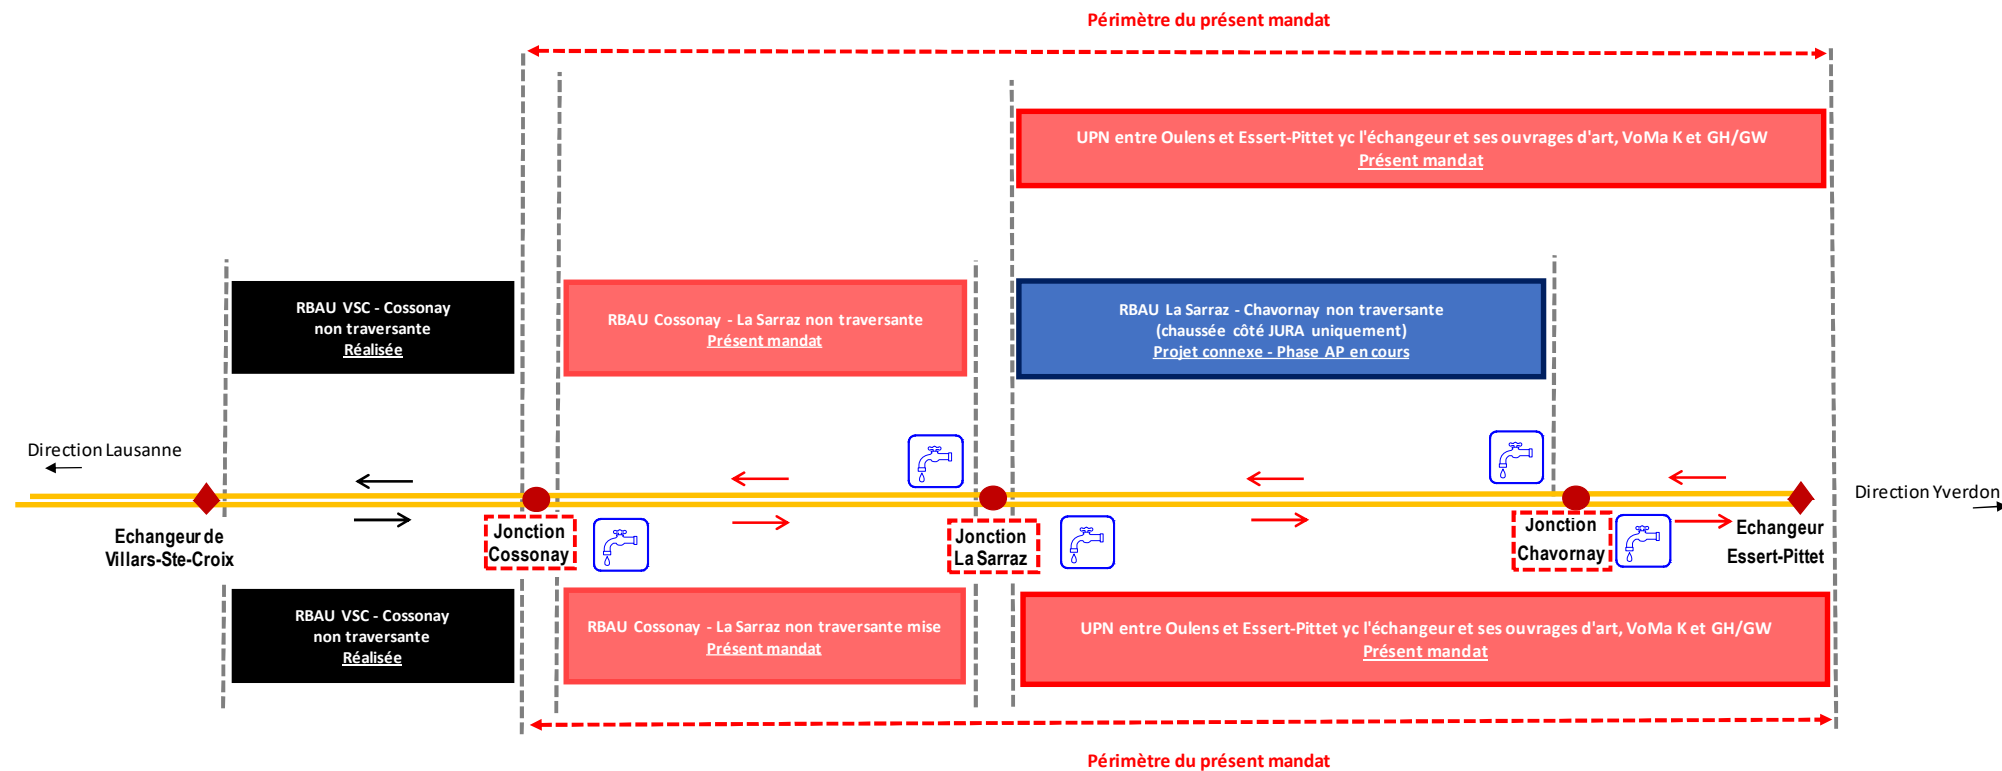 Périmètre du présent mandat
UPN entre Oulens et Essert-Pittet yc l'échangeur et ses ouvrages d'art, VoMa K et GH/GW
Présent mandat
RBAU VSC - Cossonay
non traversante
Réalisée
RBAU Cossonay - La Sarraz non traversante
Présent mandat
RBAU La Sarraz - Chavornay non traversante
(chaussée côté JURA uniquement)
Projet connexe - Phase AP en cours
Direction Lausanne
Direction Yverdon
Echangeur de
Villars-Ste-Croix
Jonction
Cossonay
Jonction
La Sarraz
Jonction
Chavornay
Echangeur
Essert-Pittet
RBAU VSC - Cossonay
non traversante
Réalisée
RBAU Cossonay - La Sarraz non traversante mise
Présent mandat
UPN entre Oulens et Essert-Pittet yc l'échangeur et ses ouvrages d'art, VoMa K et GH/GW
Présent mandat
Périmètre du présent mandat